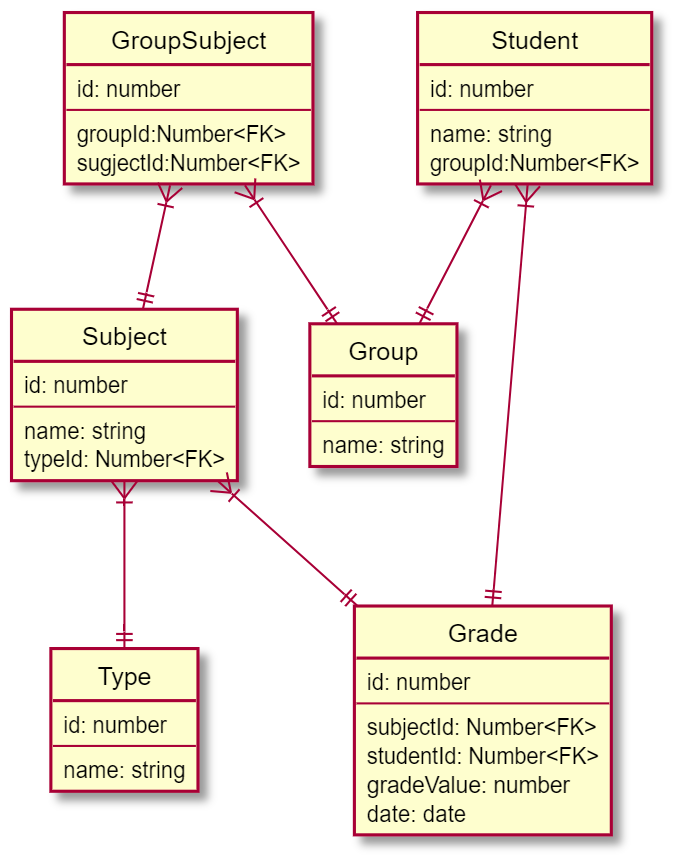 GroupSubject
id: number
groupId:Number<FK>
sugjectId:Number<FK>
Student
id: number
name: string
groupId:Number<FK>
Subject
id: number
name: string
typeId: Number<FK>
Group
id: number
name: string
Type
id: number
name: string
Grade
id: number
subjectId: Number<FK>
studentId: Number<FK>
gradeValue: number
date: date